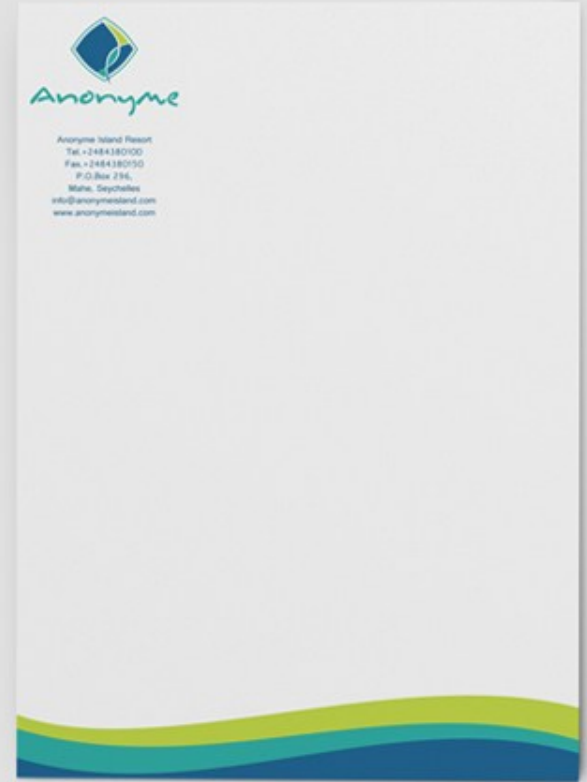 Anonyme
Anonyme Island Resort
Tel.+2484380100
Fax.+2484380150
P.O.Box 296,
Mahe, Seychelles
info@anonymeisland.com
www.anonymeisland.com